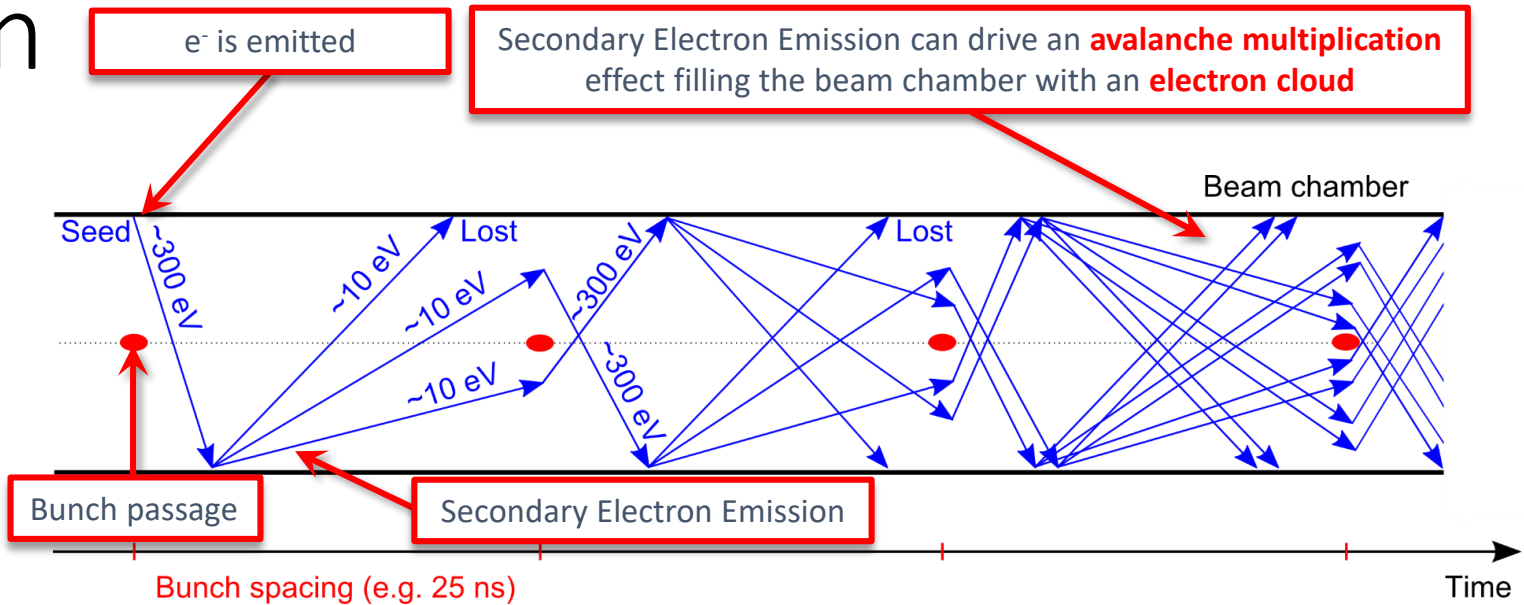 n
e- is emitted
Secondary Electron Emission can drive an avalanche multiplication
effect filling the beam chamber with an electron cloud
Beam chamber
Seed
~300 eV
~10 eV
Lost
~10 eV
~10 eV
~300 eV
~300 eV
Lost
Bunch passage
Secondary Electron Emission
Bunch spacing (e.g. 25 ns)
Time